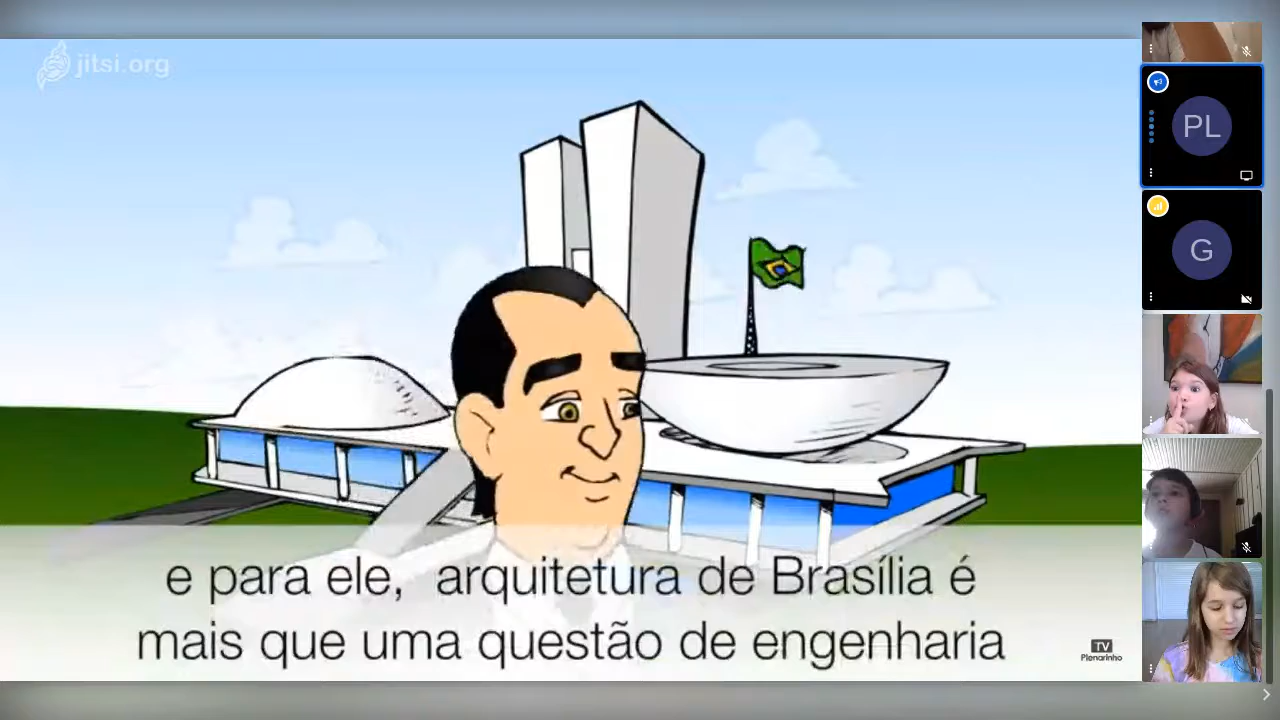 jitsi.org
PL
G
e para ele, arquitetura de Brasília é
mais que uma questão de engenharia
TV
Plenarinho